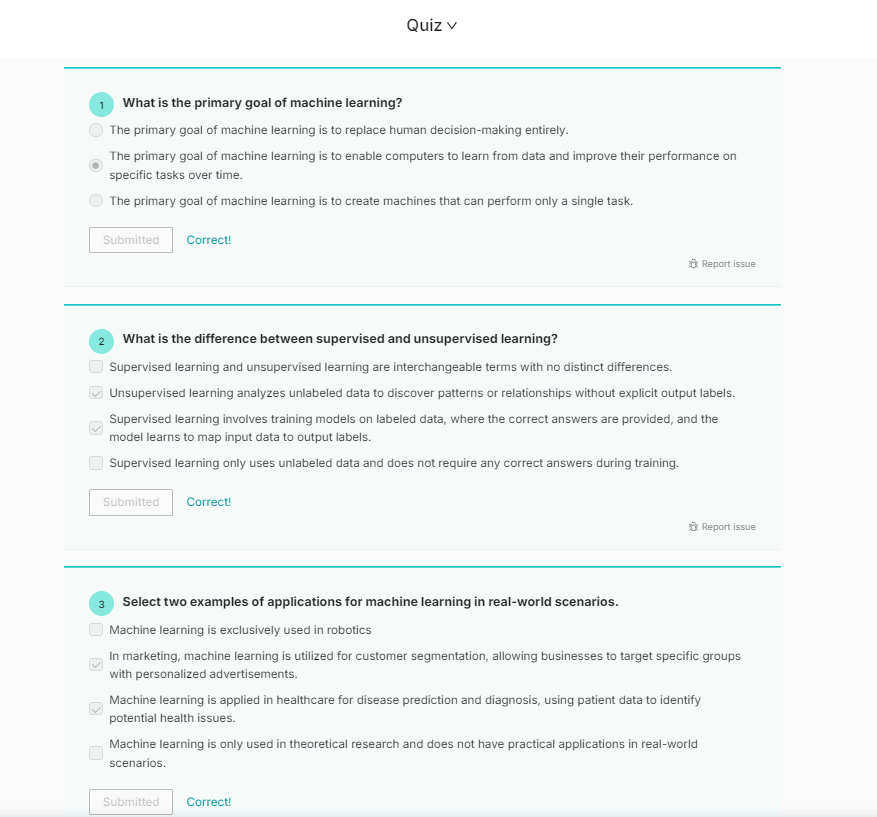 Quiz
1 What is the primary goal of machine learning?
The primary goal of machine learning is to replace human decision-making entirely.
The primary goal of machine learning is to enable computers to learn from data and improve their performance on
specific tasks over time.
The primary goal of machine learning is to create machines that can perform only a single task.
Submitted Correct!
Report issue
2 What is the difference between supervised and unsupervised learning?
Supervised learning and unsupervised learning are interchangeable terms with no distinct differences.
Unsupervised learning analyzes unlabeled data to discover patterns or relationships without explicit output labels.
Supervised learning involves training models on labeled data, where the correct answers are provided, and the
model learns to map input data to output labels.
Supervised learning only uses unlabeled data and does not require any correct answers during training.
Submitted Correct!
Report issue
3 Select two examples of applications for machine learning in real-world scenarios.
Machine learning is exclusively used in robotics
In marketing, machine learning is utilized for customer segmentation, allowing businesses to target specific groups
with personalized advertisements.
Machine learning is applied in healthcare for disease prediction and diagnosis, using patient data to identify
potential health issues.
Machine learning is only used in theoretical research and does not have practical applications in real-world
scenarios.
Submitted Correct!